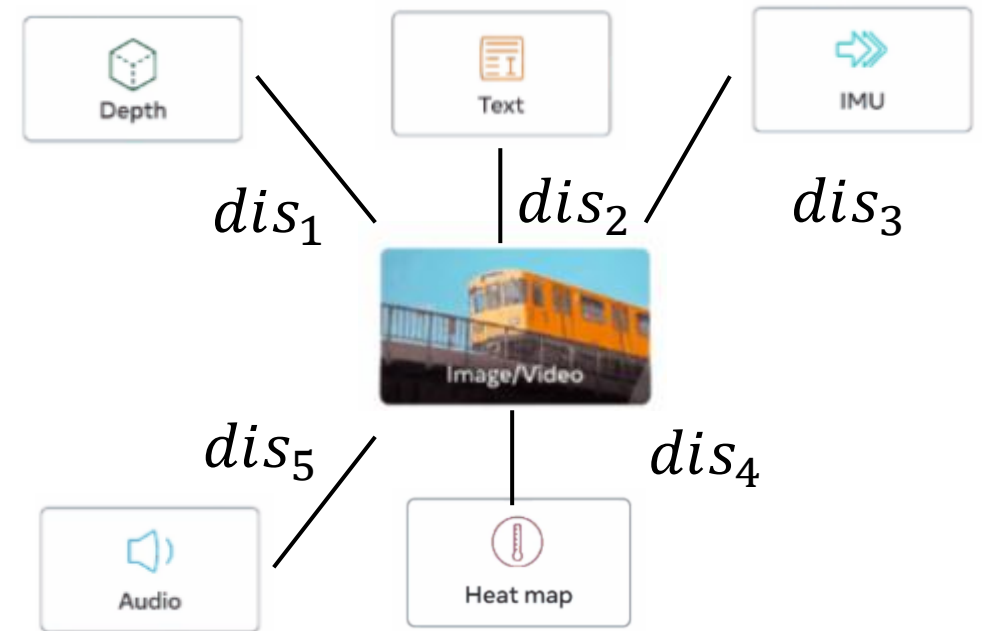 Depth
Text
IMU
dis₁
dis₂
dis₃
Image/Video
dis₅
dis₄
Audio
Heat map